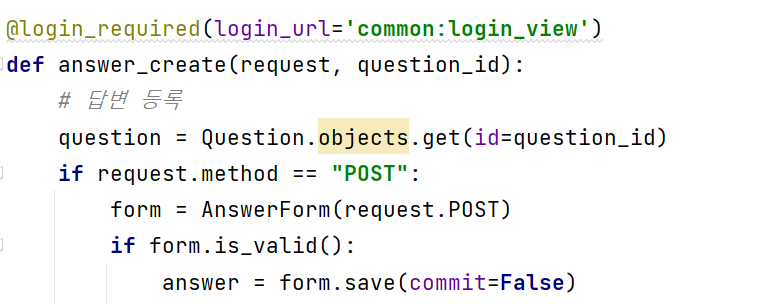 @login_required(login_url='common:login_view')
def answer_create(request, question_id):
# 답변 등록
question = Question.objects.get(id=question_id)
if request.method == "POST":
form = AnswerForm(request.POST)
if form.is_valid():
answer = form.save(commit=False)